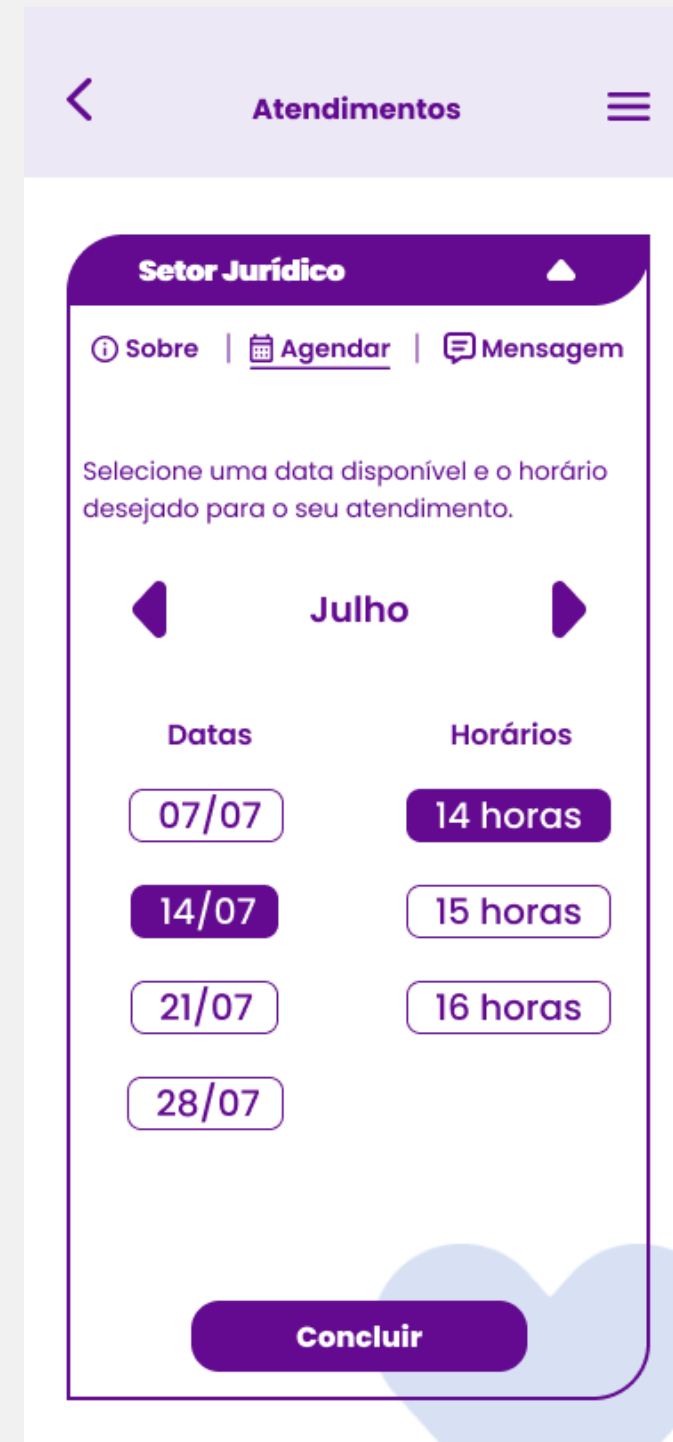 Atendimentos
Setor Jurídico
Sobre | Agendar | Mensagem
Selecione uma data disponível e o horário
desejado para o seu atendimento.
Julho
Datas Horários
07/07 14 horas
14/07 15 horas
21/07 16 horas
28/07
Concluir